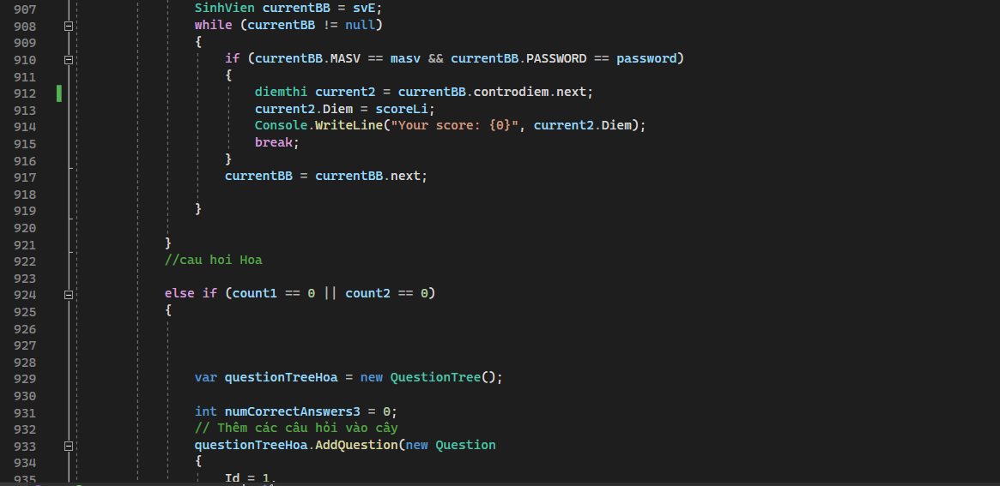 907 SinhVien currentBB = svE;
908 while (currentBB != null)
909 {
910 if (currentBB.MASV == masv && currentBB.PASSWORD == password)
911 {
912 diemthi current2 = currentBB.controdiem.next;
913 current2.Diem = scoreLi;
914 Console.WriteLine("Your score: {0}", current2.Diem);
915 break;
916 }
917 currentBB = currentBB.next;
918
919 }
920
921 }
922 //cau hoi Hoa
923
924 else if (count1 == 0 || count2 == 0)
925 {
926
927
928
929 var questionTreeHoa = new QuestionTree();
930
931 int numCorrectAnswers3 = 0;
932 // Thêm các câu hỏi vào cây
933 questionTreeHoa.AddQuestion(new Question
934 {
935 Id = 1,